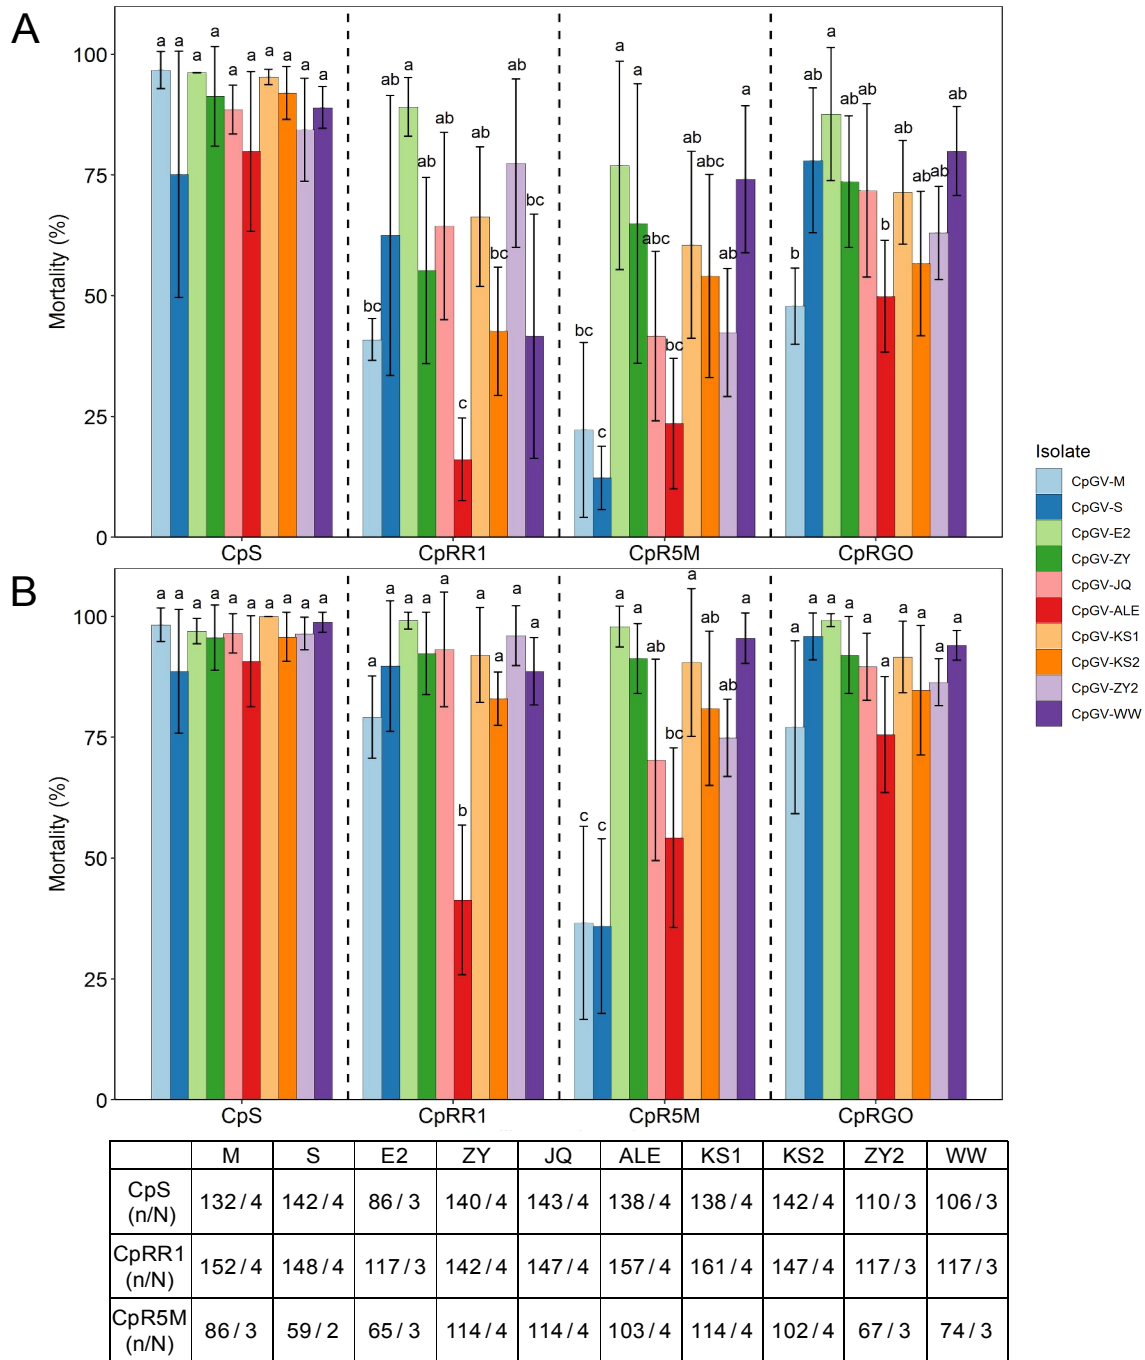 A
Mortality (%)
100
75
50
25
0
a a a a a a a a a a
bc ab a ab ab c ab bc ab bc
bc c a a abc bc ab abc ab a
b ab a ab ab b ab ab ab ab
CpS CpRR1 CpR5M CpRGO
Isolate
CpGV-M
CpGV-S
CpGV-E2
CpGV-ZY
CpGV-JQ
CpGV-ALE
CpGV-KS1
CpGV-KS2
CpGV-ZY2
CpGV-WW
B
Mortality (%)
100
75
50
25
0
a a a a a a a a a a
a a a a a b a a a a
c c a a ab bc a ab ab a
a a a a a a a a a a
CpS CpRR1 CpR5M CpRGO
M S E2 ZY JQ ALE KS1 KS2 ZY2 WW
CpS
(n/N) 132 / 4 142 / 4 86 / 3 140 / 4 143 / 4 138 / 4 138 / 4 142 / 4 110 / 3 106 / 3
CpRR1
(n/N) 152 / 4 148 / 4 117 / 3 142 / 4 147 / 4 157 / 4 161 / 4 147 / 4 117 / 3 117 / 3
CpR5M
(n/N) 86 / 3 59 / 2 65 / 3 114 / 4 114 / 4 103 / 4 114 / 4 102 / 4 67 / 3 74 / 3